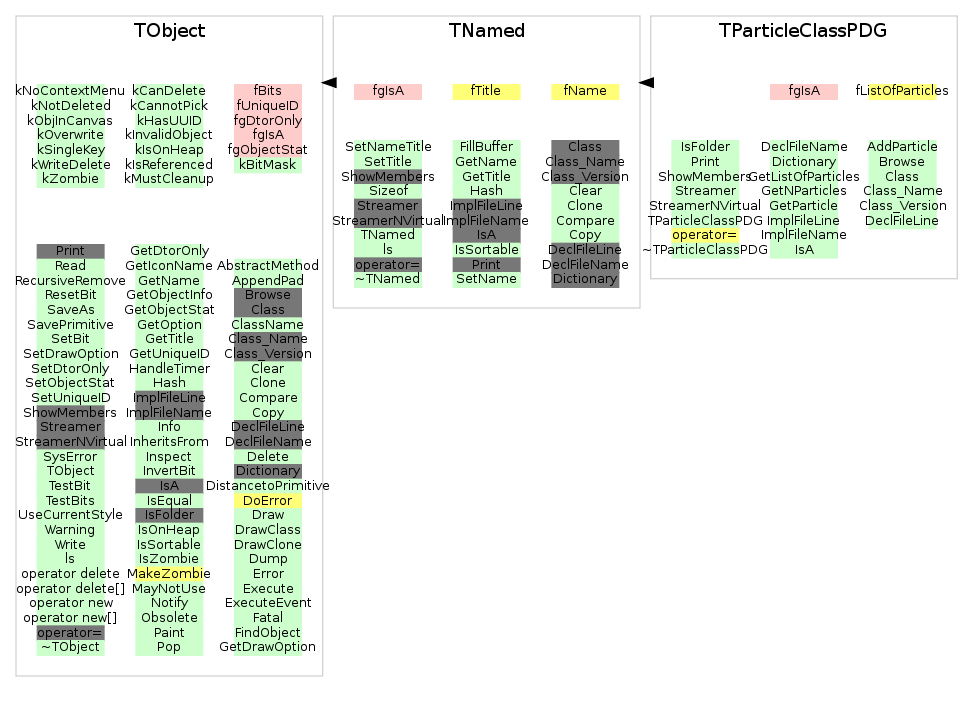 TObject
kNoContextMenu kCanDelete fBits
kNotDeleted kCannotPick fUniqueID
kObjInCanvas kHasUUID fgDtorOnly
kOverwrite kInvalidObject fgIsA
kSingleKey kIsOnHeap fgObjectStat
kWriteDelete kIsReferenced kBitMask
kZombie kMustCleanup
Print GetDtorOnly
Read GetIconName AbstractMethod
RecursiveRemove GetName AppendPad
ResetBit GetObjectInfo Browse
SaveAs GetObjectStat Class
SavePrimitive GetOption ClassName
SetBit GetTitle Class_Name
SetDrawOption GetUniqueID Class_Version
SetDtorOnly HandleTimer Clear
SetObjectStat Hash Clone
SetUniqueID ImplFileLine Compare
ShowMembers ImplFileName Copy
Streamer Info DeclFileLine
StreamerNVirtual InheritsFrom DeclFileName
SysError Inspect Delete
TObject InvertBit Dictionary
TestBit IsA DistancetoPrimitive
TestBits IsEqual DoError
UseCurrentStyle IsFolder Draw
Warning IsOnHeap DrawClass
Write IsSortable DrawClone
ls IsZombie Dump
operator delete MakeZombie Error
operator delete[] MayNotUse Execute
operator new Notify ExecuteEvent
operator new[] Obsolete Fatal
operator= Paint FindObject
~TObject Pop GetDrawOption
TNamed
fgIsA fTitle fName
SetNameTitle FillBuffer Class
SetTitle GetName Class_Name
ShowMembers GetTitle Class_Version
Sizeof Hash Clear
Streamer ImplFileLine Clone
StreamerNVirtual ImplFileName Compare
TNamed IsA Copy
ls IsSortable DeclFileLine
operator= Print DeclFileName
~TNamed SetName Dictionary
TParticleClassPDG
fgIsA fListOfParticles
IsFolder DeclFileName AddParticle
Print Dictionary Browse
ShowMembers GetListOfParticles Class
Streamer GetNParticles Class_Name
StreamerNVirtual GetParticle Class_Version
TParticleClassPDG ImplFileLine DeclFileLine
operator= ImplFileName
~TParticleClassPDG IsA